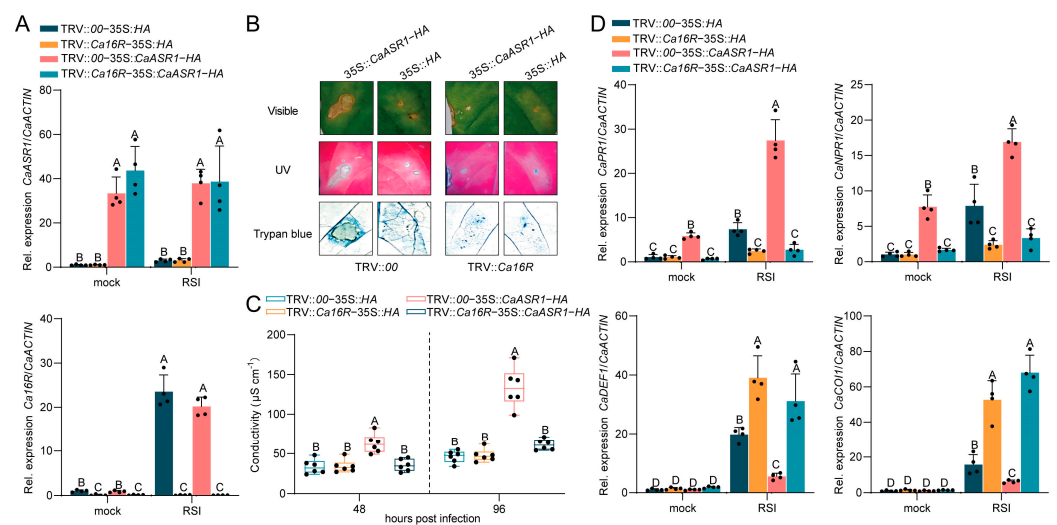 A
TRV::00-35S:HA
TRV::Ca16R-35S::HA
TRV::00-35S::CaASR1-HA
TRV::Ca16R-35S::CaASR1-HA
Rel. expression CaASR1/CaACTIN
80
60
40
20
0
B B A A
B B A A
mock RSI
Rel. expression Ca16R/CaACTIN
40
30
20
10
0
B C B C
A C A C
mock RSI
B
35S::CaASR1-HA
35S::HA
35S::CaASR1-HA
35S::HA
Visible
UV
Trypan blue
TRV::00 TRV::Ca16R
C
TRV::00-35S::HA TRV::00-35S::CaASR1-HA
TRV::Ca16R-35S::HA TRV::Ca16R-35S::CaASR1-HA
Conductivity (μS cm⁻¹)
200
150
100
50
0
B B A B
B B A B
48 96
hours post infection
D
TRV::00-35S::HA
TRV::Ca16R-35S::HA
TRV::00-35S::CaASR1-HA
TRV::Ca16R-35S::CaASR1-HA
Rel. expression CaPR1/CaACTIN
40
30
20
10
0
C C B C
B C A C
mock RSI
Rel. expression CaNPR1/CaACTIN
25
20
15
10
5
0
C C B C
B C A C
mock RSI
Rel. expression CaDEF1/CaACTIN
60
40
20
0
D D D D
B A C A
mock RSI
Rel. expression CaCOI1/CaACTIN
100
80
60
40
20
0
D D D D
B A C A
mock RSI